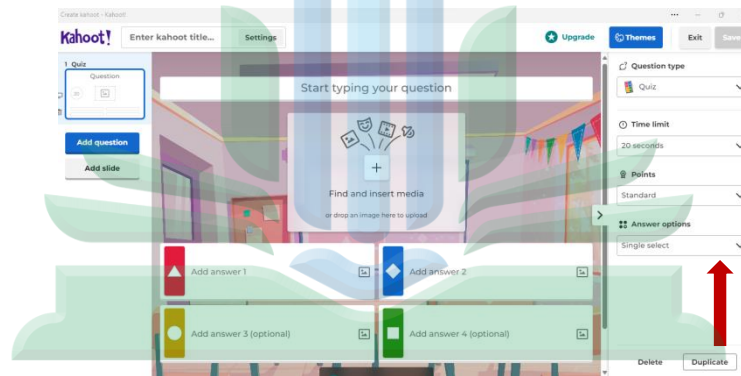 Create kahoot - Kahoot!
Kahoot!
Enter kahoot title...
Settings
Upgrade
Themes
Exit
Save
1 Quiz
Question
20
Add question
Add slide
Start typing your question
Find and insert media
or drop an image here to upload
Add answer 1
Add answer 2
Add answer 3 (optional)
Add answer 4 (optional)
Question type
Quiz
Time limit
20 seconds
Points
Standard
Answer options
Single select
Delete
Duplicate